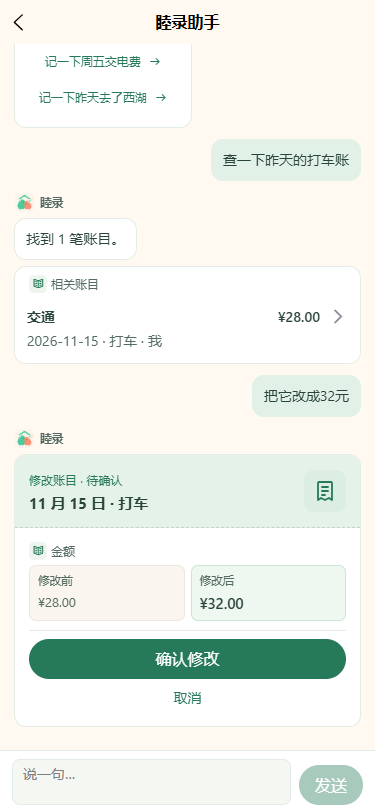 睦录助手
记一下周五交电费 →
记一下昨天去了西湖 →
查一下昨天的打车账
睦录
找到 1 笔账目。
相关账目
交通 ¥28.00
2026-11-15 · 打车 · 我
把它改成32元
睦录
修改账目 · 待确认
11 月 15 日 · 打车
金额
修改前 修改后
¥28.00 ¥32.00
确认修改
取消
说一句... 发送